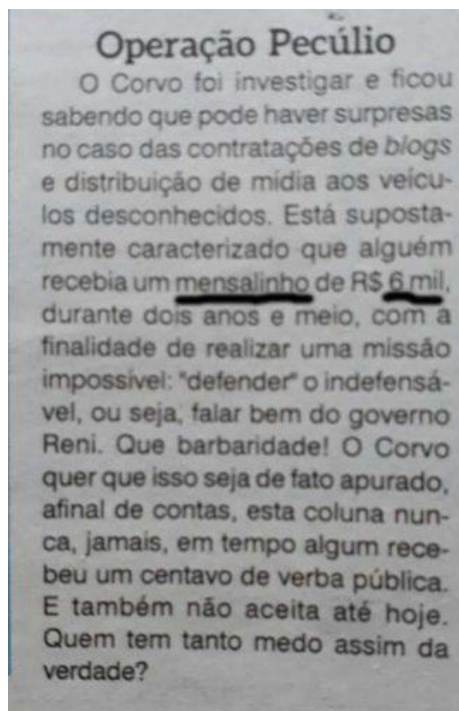 Operação Pecúlio
O Corvo foi investigar e ficou
sabendo que pode haver surpresas
no caso das contratações de blogs
e distribuição de mídia aos veícu-
los desconhecidos. Está suposta-
mente caracterizado que alguém
recebia um mensalinho de R$ 6 mil,
durante dois anos e meio, com a
finalidade de realizar uma missão
impossível: "defender" o indefensá-
vel, ou seja, falar bem do governo
Reni. Que barbaridade! O Corvo
quer que isso seja de fato apurado,
afinal de contas, esta coluna nun-
ca, jamais, em tempo algum rece-
beu um centavo de verba pública.
E também não aceita até hoje.
Quem tem tanto medo assim da
verdade?